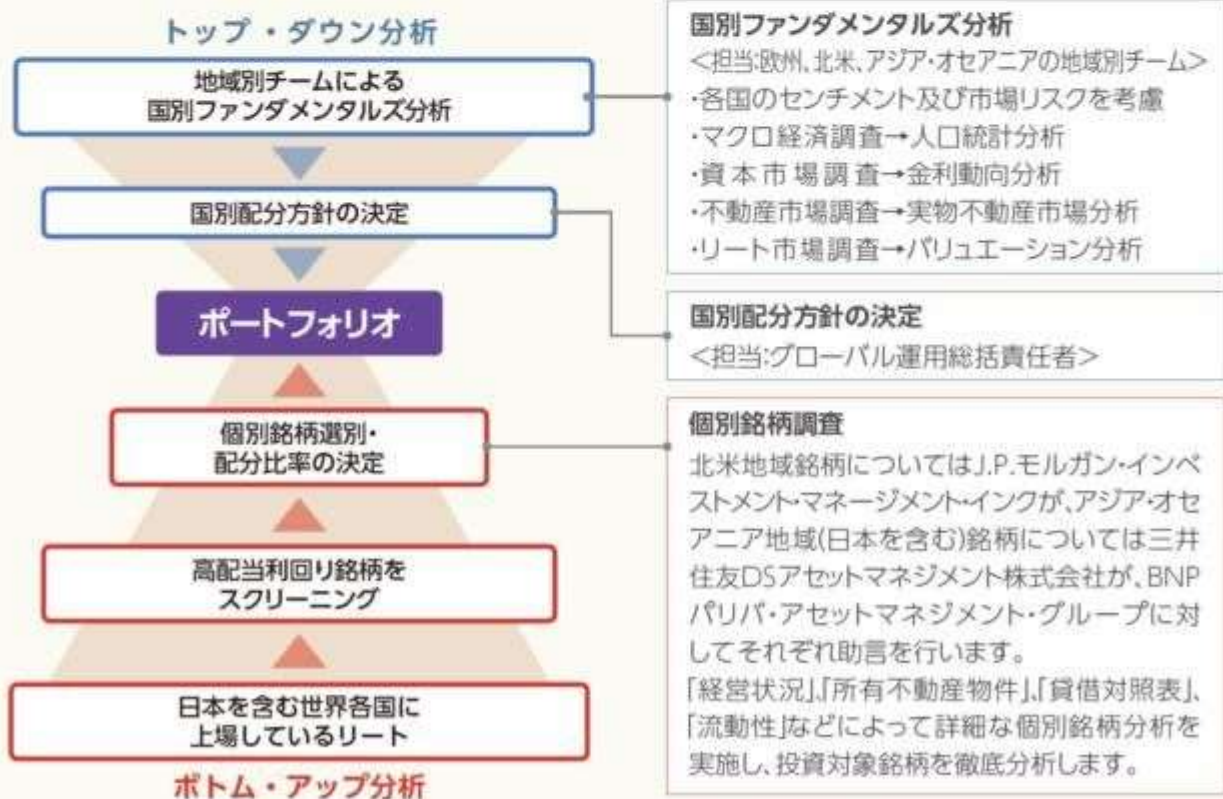 トップ・ダウン分析
地域別チームによる
国別ファンダメンタルズ分析
国別配分方針の決定
ポートフォリオ
個別銘柄選別・
配分比率の決定
高配当利回り銘柄を
スクリーニング
日本を含む世界各国に
上場しているリート
ボトム・アップ分析
国別ファンダメンタルズ分析
<担当:欧州、北米、アジア・オセアニアの地域別チーム>
・各国のセンチメント及び市場リスクを考慮
・マクロ経済調査→人口統計分析
・資本市場調査→金利動向分析
・不動産市場調査→実物不動産市場分析
・リート市場調査→バリュエーション分析
国別配分方針の決定
<担当:グローバル運用総括責任者>
個別銘柄調査
北米地域銘柄についてはJ.P.モルガン・インベ
ストメント・マネージメント・インクが、アジア・オセ
アニア地域(日本を含む)銘柄については三井
住友DSアセットマネジメント株式会社が、BNP
パリバ・アセットマネジメント・グループに対
してそれぞれ助言を行います。
「経営状況」、「所有不動産物件」、「貸借対照表」、
「流動性」などによって詳細な個別銘柄分析を
実施し、投資対象銘柄を徹底分析します。